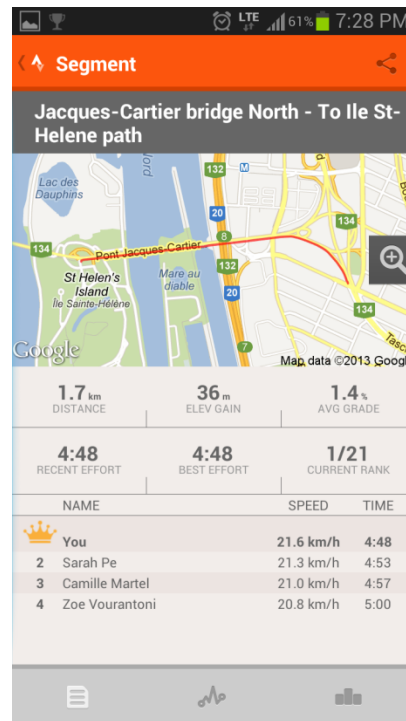 LTE 61% 7:28 PM
Segment
Jacques-Cartier bridge North - To Ile St-
Helene path
Lac des
Dauphins
132
M
20
134
134
Pont Jacques-Cartier
8
St Helen's
Island
Île Sainte-Hélène
Mare au
diable
132
20
134
7
Google
Map data ©2013 Googl
1.7 km
36 m
1.4 %
DISTANCE
ELEV GAIN
AVG GRADE
4:48
4:48
1/21
RECENT EFFORT
BEST EFFORT
CURRENT RANK
NAME SPEED TIME
You 21.6 km/h 4:48
2 Sarah Pe 21.3 km/h 4:53
3 Camille Martel 21.0 km/h 4:57
4 Zoe Vourantoni 20.8 km/h 5:00